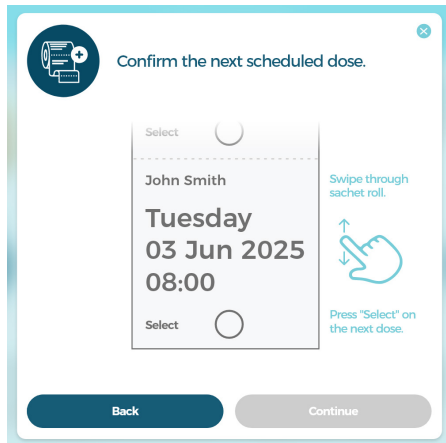 Confirm the next scheduled dose.
Select
John Smith
Tuesday
03 Jun 2025
08:00
Select
Swipe through
sachet roll.
Press "Select" on
the next dose.
Back
Continue